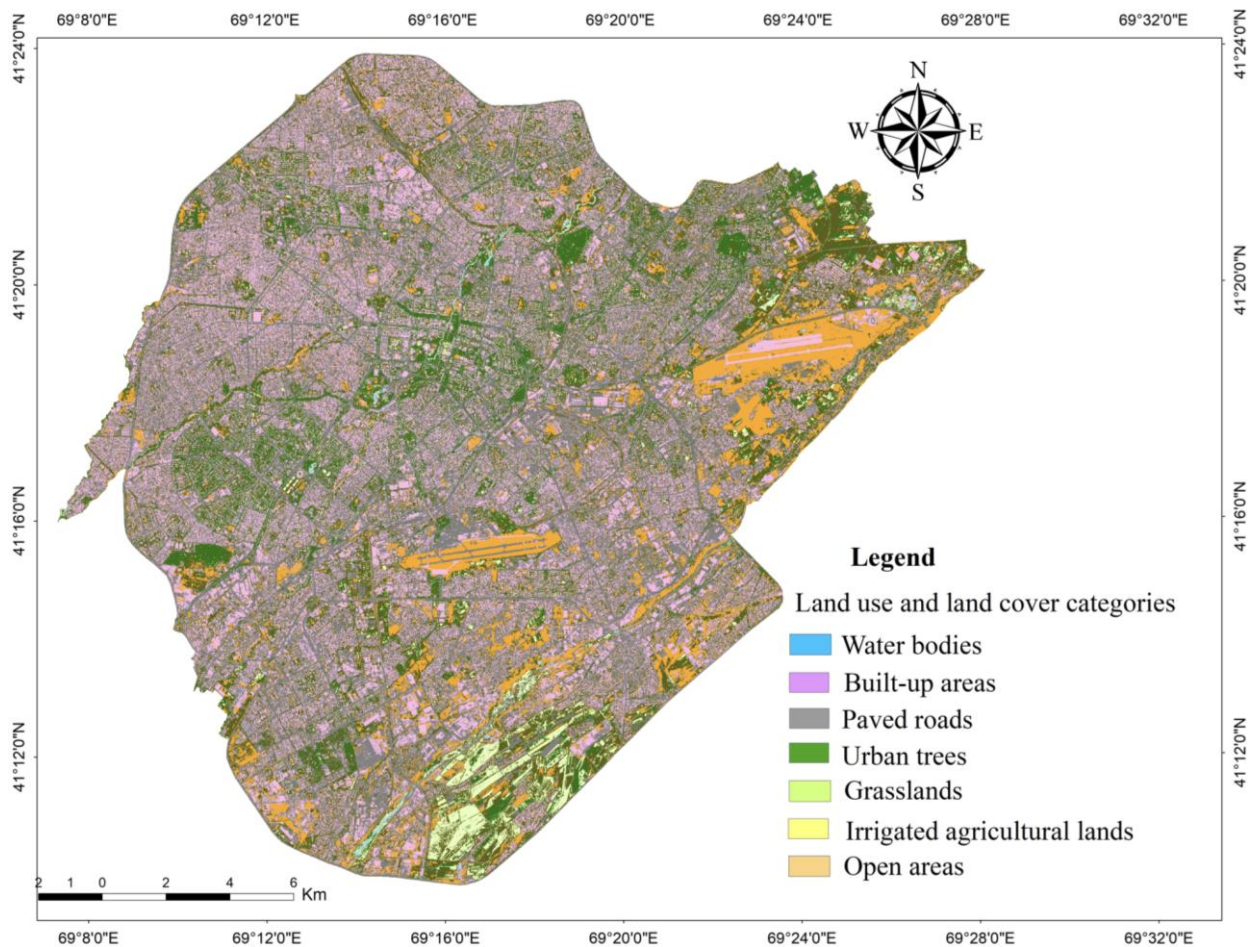 69°8'0"E 69°12'0"E 69°16'0"E 69°20'0"E 69°24'0"E 69°28'0"E 69°32'0"E
41°24'0"N 41°24'0"N
N
W E
S
41°20'0"N 41°20'0"N
41°16'0"N 41°16'0"N
Legend
Land use and land cover categories
Water bodies
Built-up areas
Paved roads
Urban trees
41°12'0"N 41°12'0"N
Grasslands
Irrigated agricultural lands
Open areas
2 1 0 2 4 6
Km
69°8'0"E 69°12'0"E 69°16'0"E 69°20'0"E 69°24'0"E 69°28'0"E 69°32'0"E